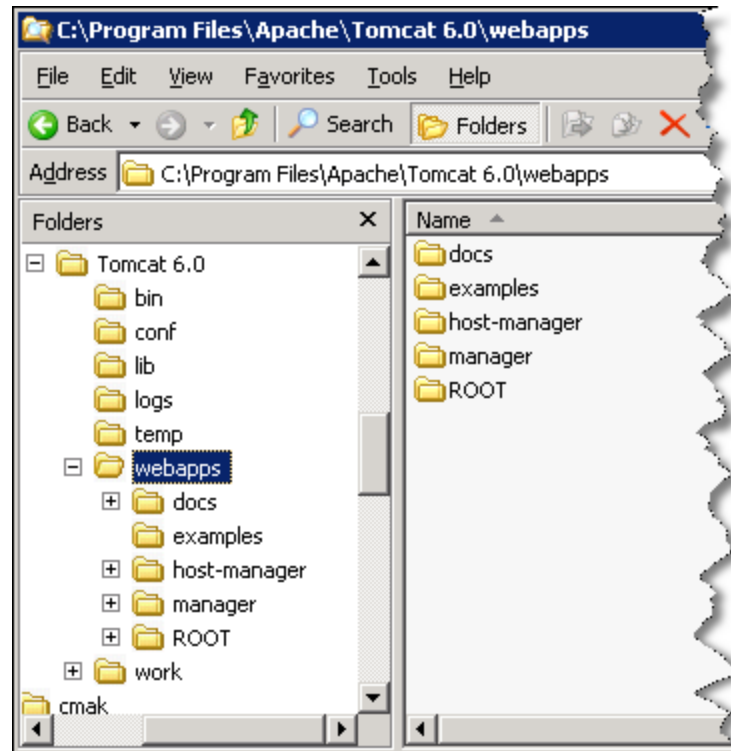 C:\Program Files\Apache\Tomcat 6.0\webapps
File Edit View Favorites Tools Help
Back Search Folders
Address C:\Program Files\Apache\Tomcat 6.0\webapps
Folders
Tomcat 6.0
bin
conf
lib
logs
temp
webapps
docs
examples
host-manager
manager
ROOT
work
cmak
Name
docs
examples
host-manager
manager
ROOT